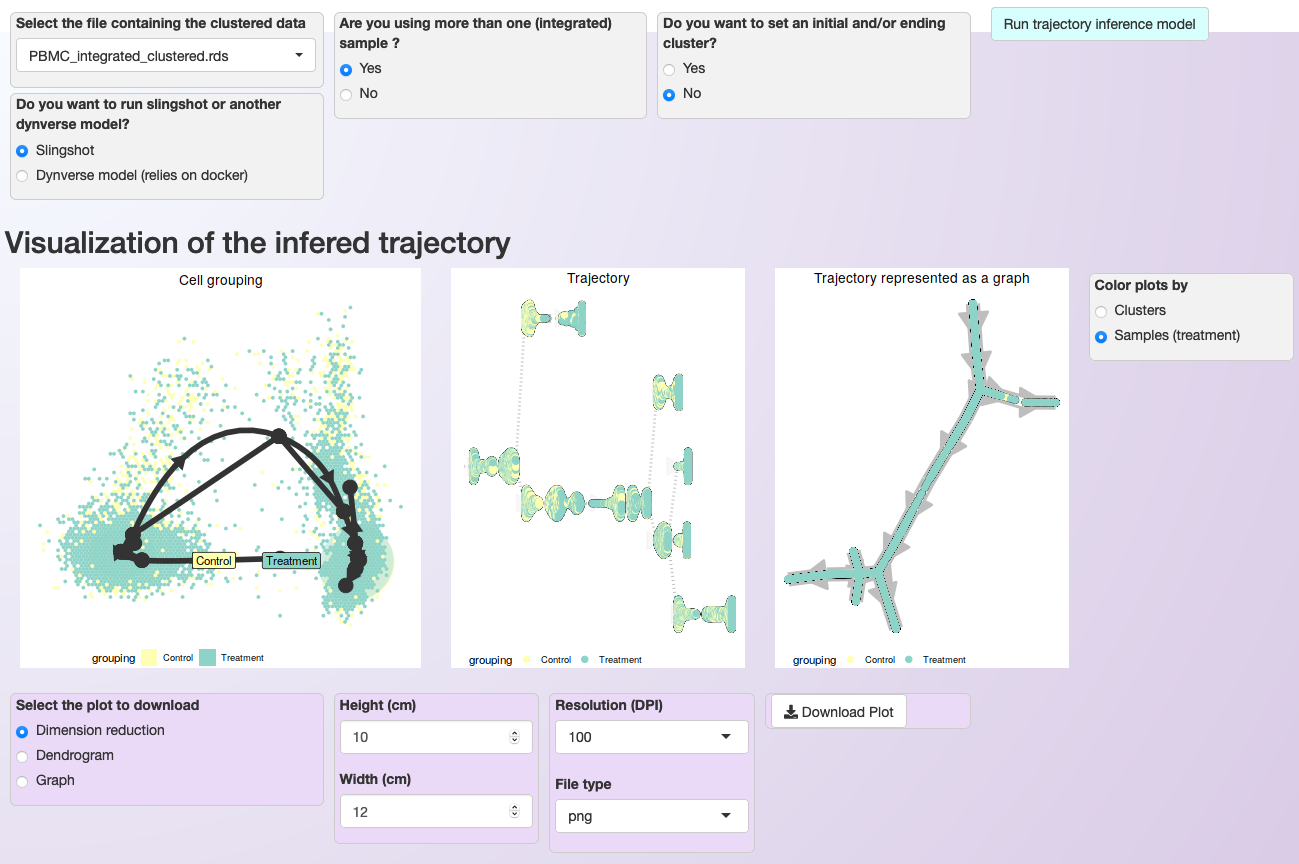 Select the file containing the clustered data
PBMC_integrated_clustered.rds
Do you want to run slingshot or another
dynverse model?
Slingshot
Dynverse model (relies on docker)
Are you using more than one (integrated)
sample ?
Yes
No
Do you want to set an initial and/or ending
cluster?
Yes
No
Run trajectory inference model
Visualization of the infered trajectory
Cell grouping
Control
Treatment
grouping
Control
Treatment
Trajectory
grouping
Control
Treatment
Trajectory represented as a graph
grouping
Control
Treatment
Color plots by
Clusters
Samples (treatment)
Select the plot to download
Dimension reduction
Dendrogram
Graph
Height (cm)
10
Width (cm)
12
Resolution (DPI)
100
File type
png
Download Plot